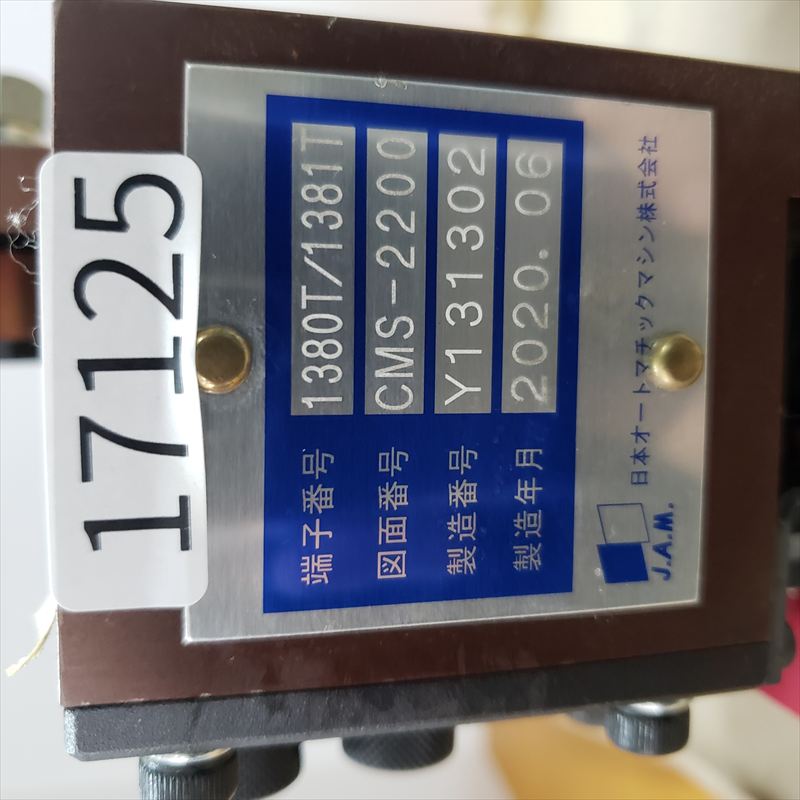 17125
端子番号 1380T/1381T
図面番号 CMS-2200
製造番号 Y131302
製造年月 2020.06
J.A.M. 日本オートマチックマシン株式会社